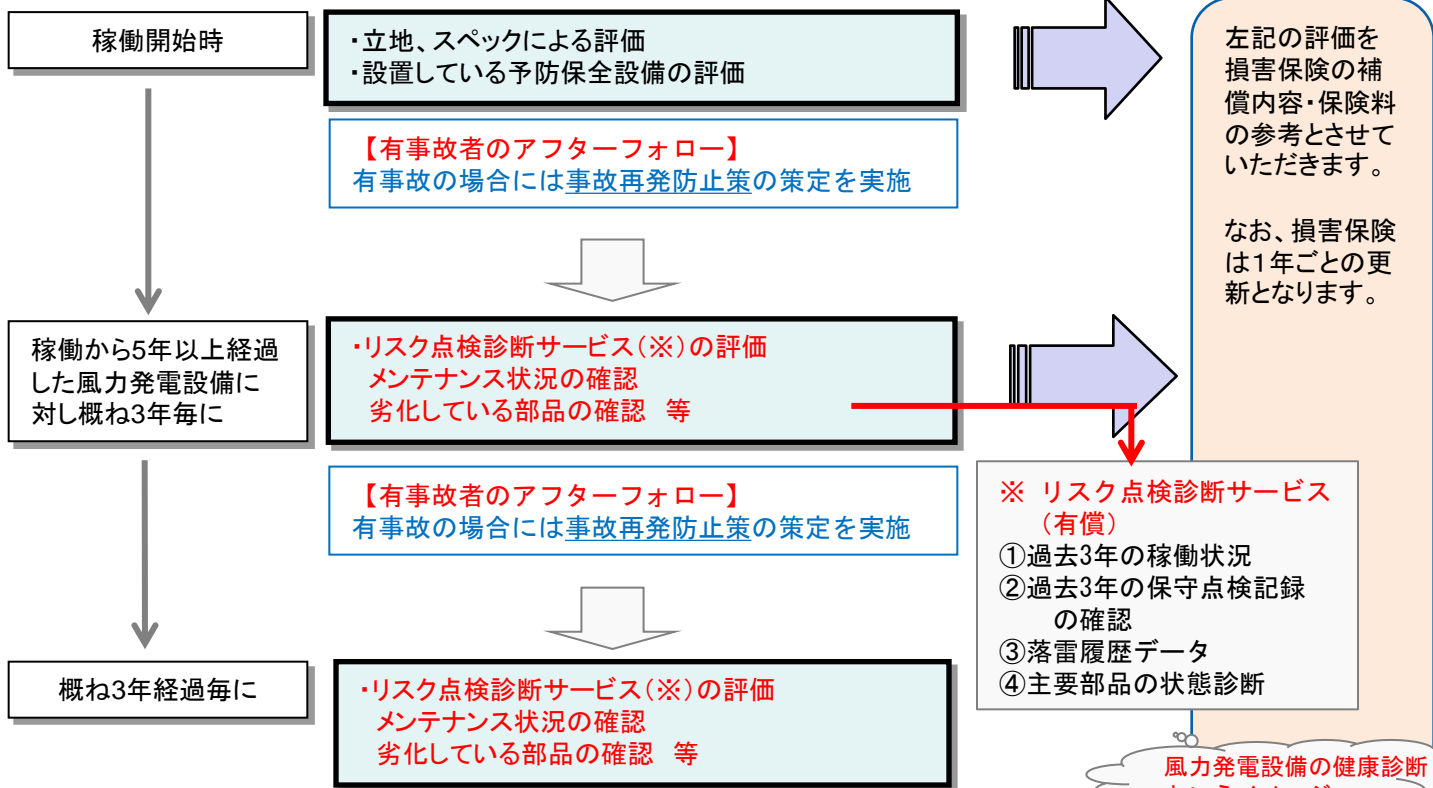 稼働開始時
・立地、スペックによる評価
・設置している予防保全設備の評価
【有事故者のアフターフォロー】
有事故の場合には事故再発防止策の策定を実施
稼働から5年以上経過
した風力発電設備に
対し概ね3年毎に
・リスク点検診断サービス(※)の評価
メンテナンス状況の確認
劣化している部品の確認 等
【有事故者のアフターフォロー】
有事故の場合には事故再発防止策の策定を実施
概ね3年経過毎に
・リスク点検診断サービス(※)の評価
メンテナンス状況の確認
劣化している部品の確認 等
左記の評価を
損害保険の補
償内容・保険料
の参考とさせて
いただきます。
なお、損害保険
は1年ごとの更
新となります。
※ リスク点検診断サービス
(有償)
①過去3年の稼働状況
②過去3年の保守点検記録
の確認
③落雷履歴データ
④主要部品の状態診断
風力発電設備の健康診断